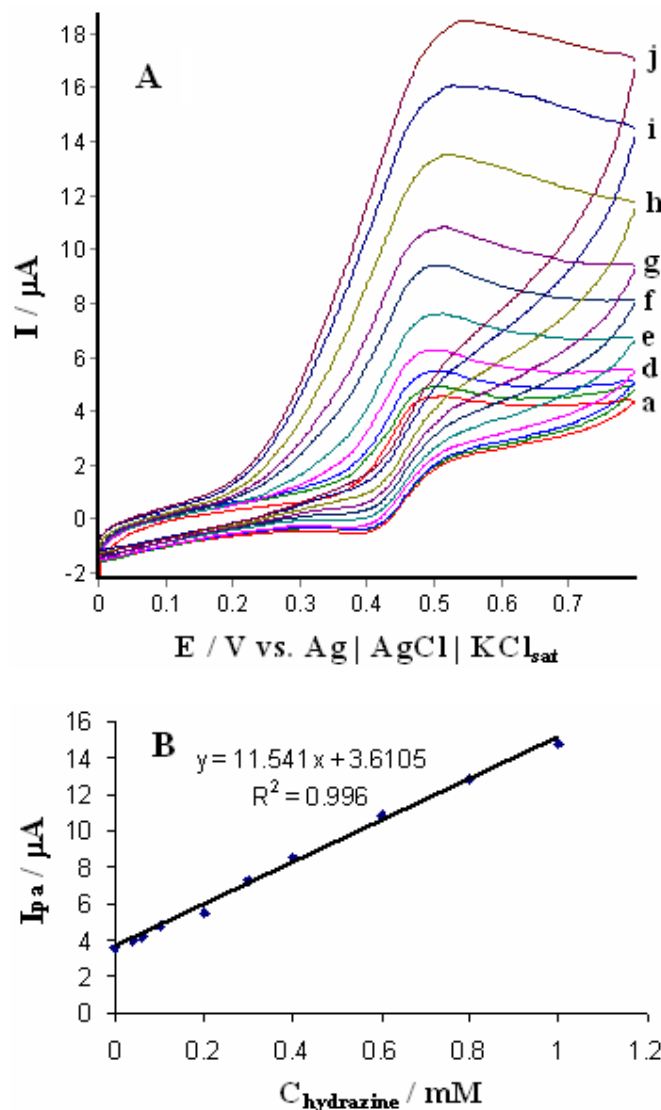 A
18
16
14
12
10
8
6
4
2
0
-2
I / µA
j
i
h
g
f
e
d
a
0 0.1 0.2 0.3 0.4 0.5 0.6 0.7
E / V vs. Ag | AgCl | KCl_sat
B
y = 11.541 x + 3.6105
R² = 0.996
16
14
12
10
8
6
4
2
0
I_pa / µA
0 0.2 0.4 0.6 0.8 1 1.2
C_hydrazine / mM